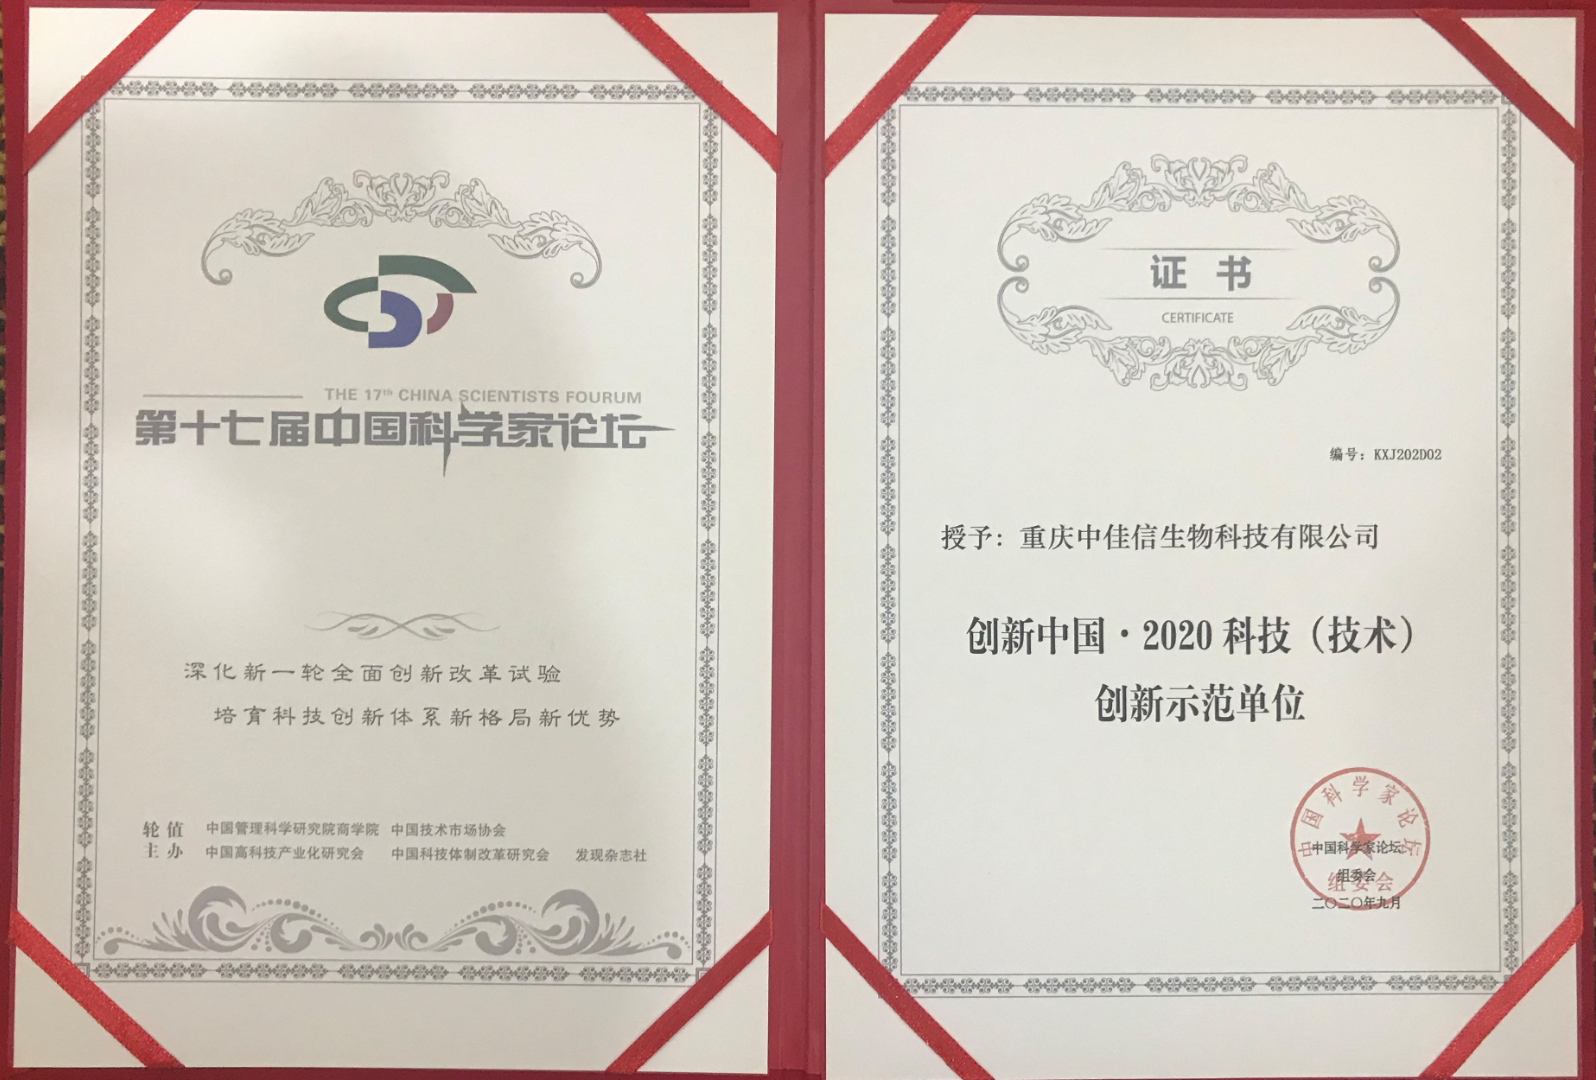 THE 17th CHINA SCIENTISTS FOURUM
第十七届中国科学家论坛
深化新一轮全面创新改革试验
培育科技创新体系新格局新优势
轮值 中国管理科学研究院商学院 中国技术市场协会
主办 中国高科技产业化研究会 中国科技体制改革研究会 发现杂志社
证书
CERTIFICATE
编号：KXJ202D02
授予：重庆中佳信生物科技有限公司
创新中国·2020科技（技术）
创新示范单位
中国科学家论坛
组委会
中国科学家论坛
组委会
二〇二〇年九月